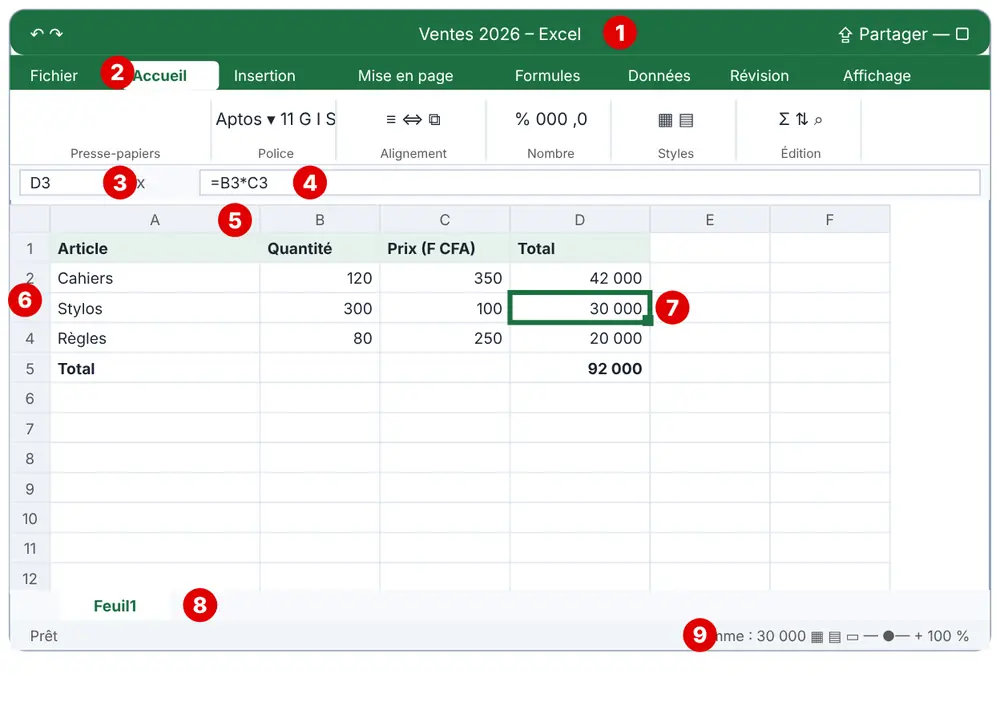 ↶ ↷ Ventes 2026 – Excel 1 Partager
Fichier 2 Accueil Insertion Mise en page Formules Données Révision Affichage
Aptos ▾ 11 G I S % 000 ,0 Σ
Presse-papiers Police Alignement Nombre Styles Édition
D3 3 x =B3*C3 4
A 5 B C D E F
1 Article Quantité Prix (F CFA) Total
2 Cahiers 120 350 42 000
6 Stylos 300 100 30 000 7
4 Règles 80 250 20 000
5 Total 92 000
6
7
8
9
10
11
12
Feuil1 8
Prêt 9 me : 30 000 + 100 %